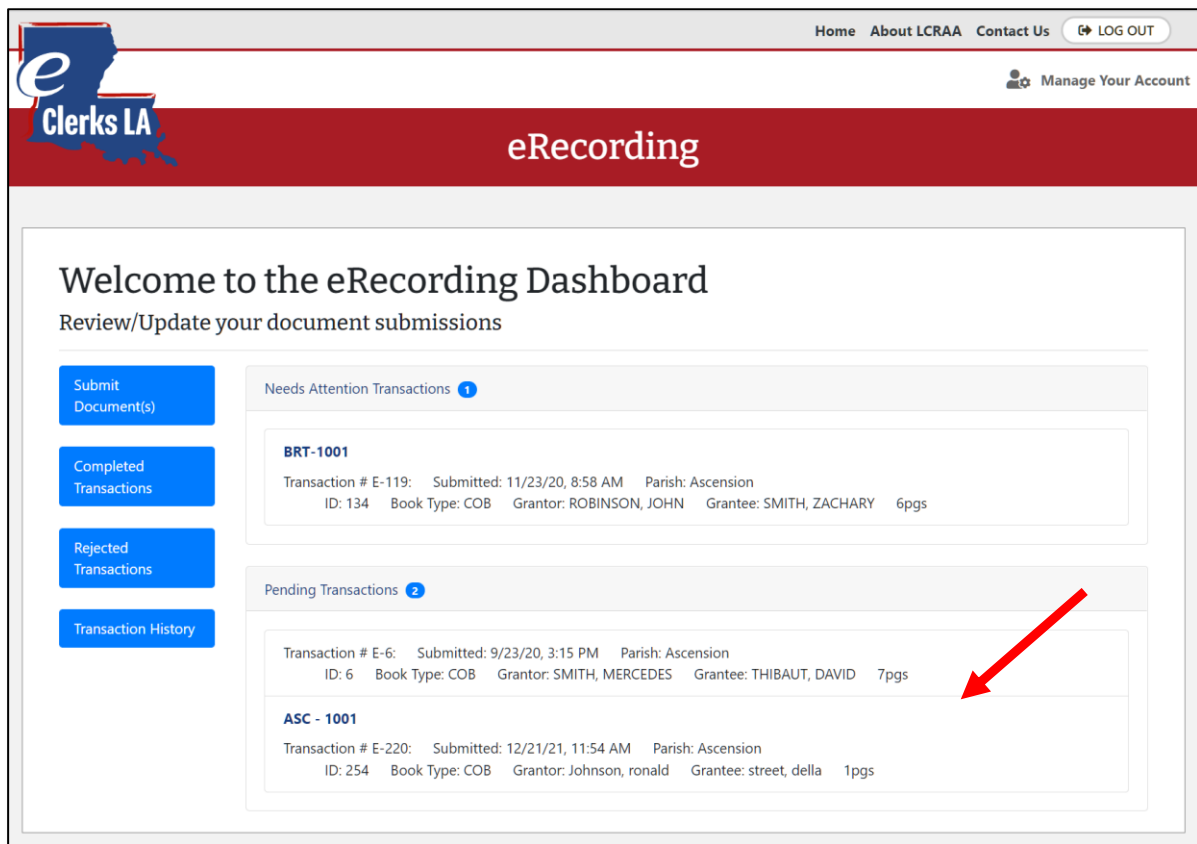 Home About LCRAA Contact Us LOG OUT
e
Clerks LA
Manage Your Account
eRecording
Welcome to the eRecording Dashboard
Review/Update your document submissions
Submit
Document(s)
Completed
Transactions
Rejected
Transactions
Transaction History
Needs Attention Transactions 1
BRT-1001
Transaction # E-119: Submitted: 11/23/20, 8:58 AM Parish: Ascension
ID: 134 Book Type: COB Grantor: ROBINSON, JOHN Grantee: SMITH, ZACHARY 6pgs
Pending Transactions 2
Transaction # E-6: Submitted: 9/23/20, 3:15 PM Parish: Ascension
ID: 6 Book Type: COB Grantor: SMITH, MERCEDES Grantee: THIBAUT, DAVID 7pgs
ASC - 1001
Transaction # E-220: Submitted: 12/21/21, 11:54 AM Parish: Ascension
ID: 254 Book Type: COB Grantor: Johnson, ronald Grantee: street, della 1pgs